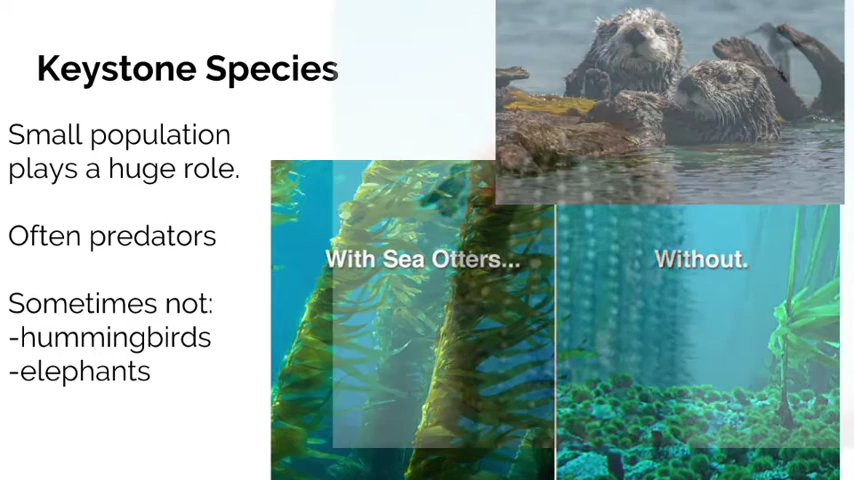 Keystone Species
Small population
plays a huge role.
Often predators
Sometimes not:
-hummingbirds
-elephants
With Sea Otters...
Without.